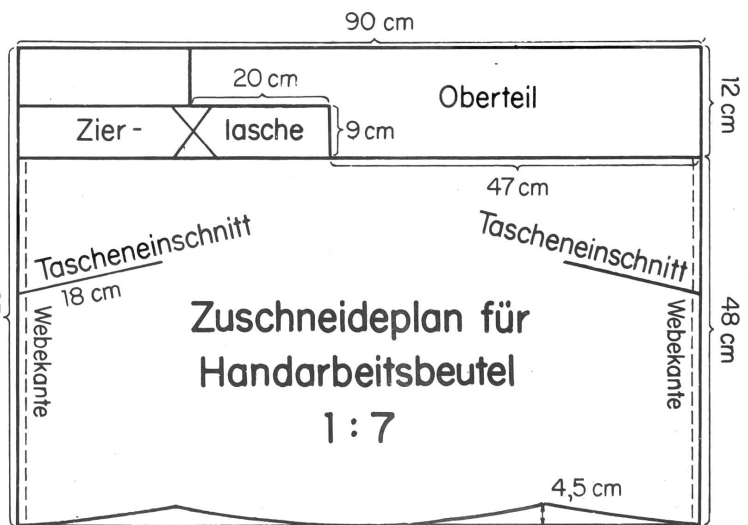 90 cm
20 cm
Oberteil
12 cm
Zier-
lasche
9 cm
47 cm
Tascheneinschnitt
Tascheneinschnitt
18 cm
Webekante
Zuschneideplan für
Handarbeitsbeutel
1 : 7
Webekante
48 cm
4,5 cm